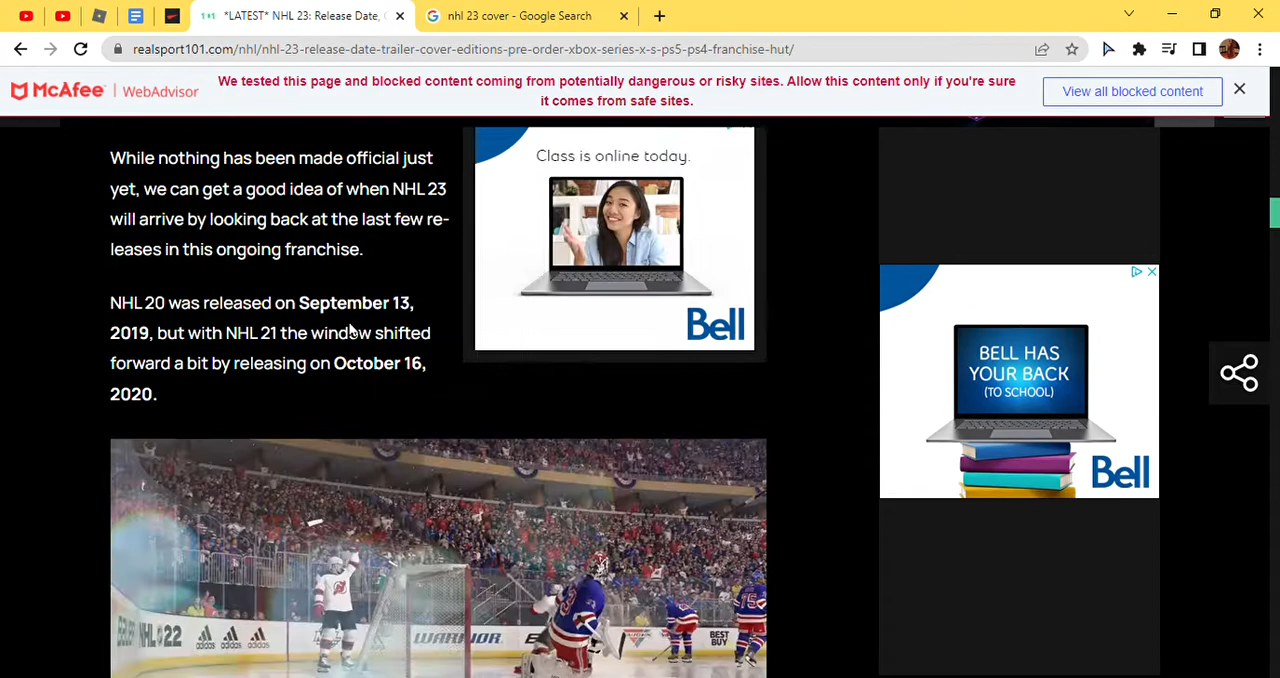 *LATEST* NHL 23: Release Date,
nhl 23 cover - Google Search
realsport101.com/nhl/nhl-23-release-date-trailer-cover-editions-pre-order-xbox-series-x-s-ps5-ps4-franchise-hut/
McAfee | WebAdvisor
We tested this page and blocked content coming from potentially dangerous or risky sites. Allow this content only if you're sure
it comes from safe sites.
View all blocked content
While nothing has been made official just
yet, we can get a good idea of when NHL 23
will arrive by looking back at the last few re-
leases in this ongoing franchise.
NHL 20 was released on September 13,
2019, but with NHL 21 the window shifted
forward a bit by releasing on October 16,
2020.
Class is online today.
Bell
BELL HAS
YOUR BACK
(TO SCHOOL)
Bell
NHL 22
adidas adidas adidas
WARRIOR
BEST
BUY